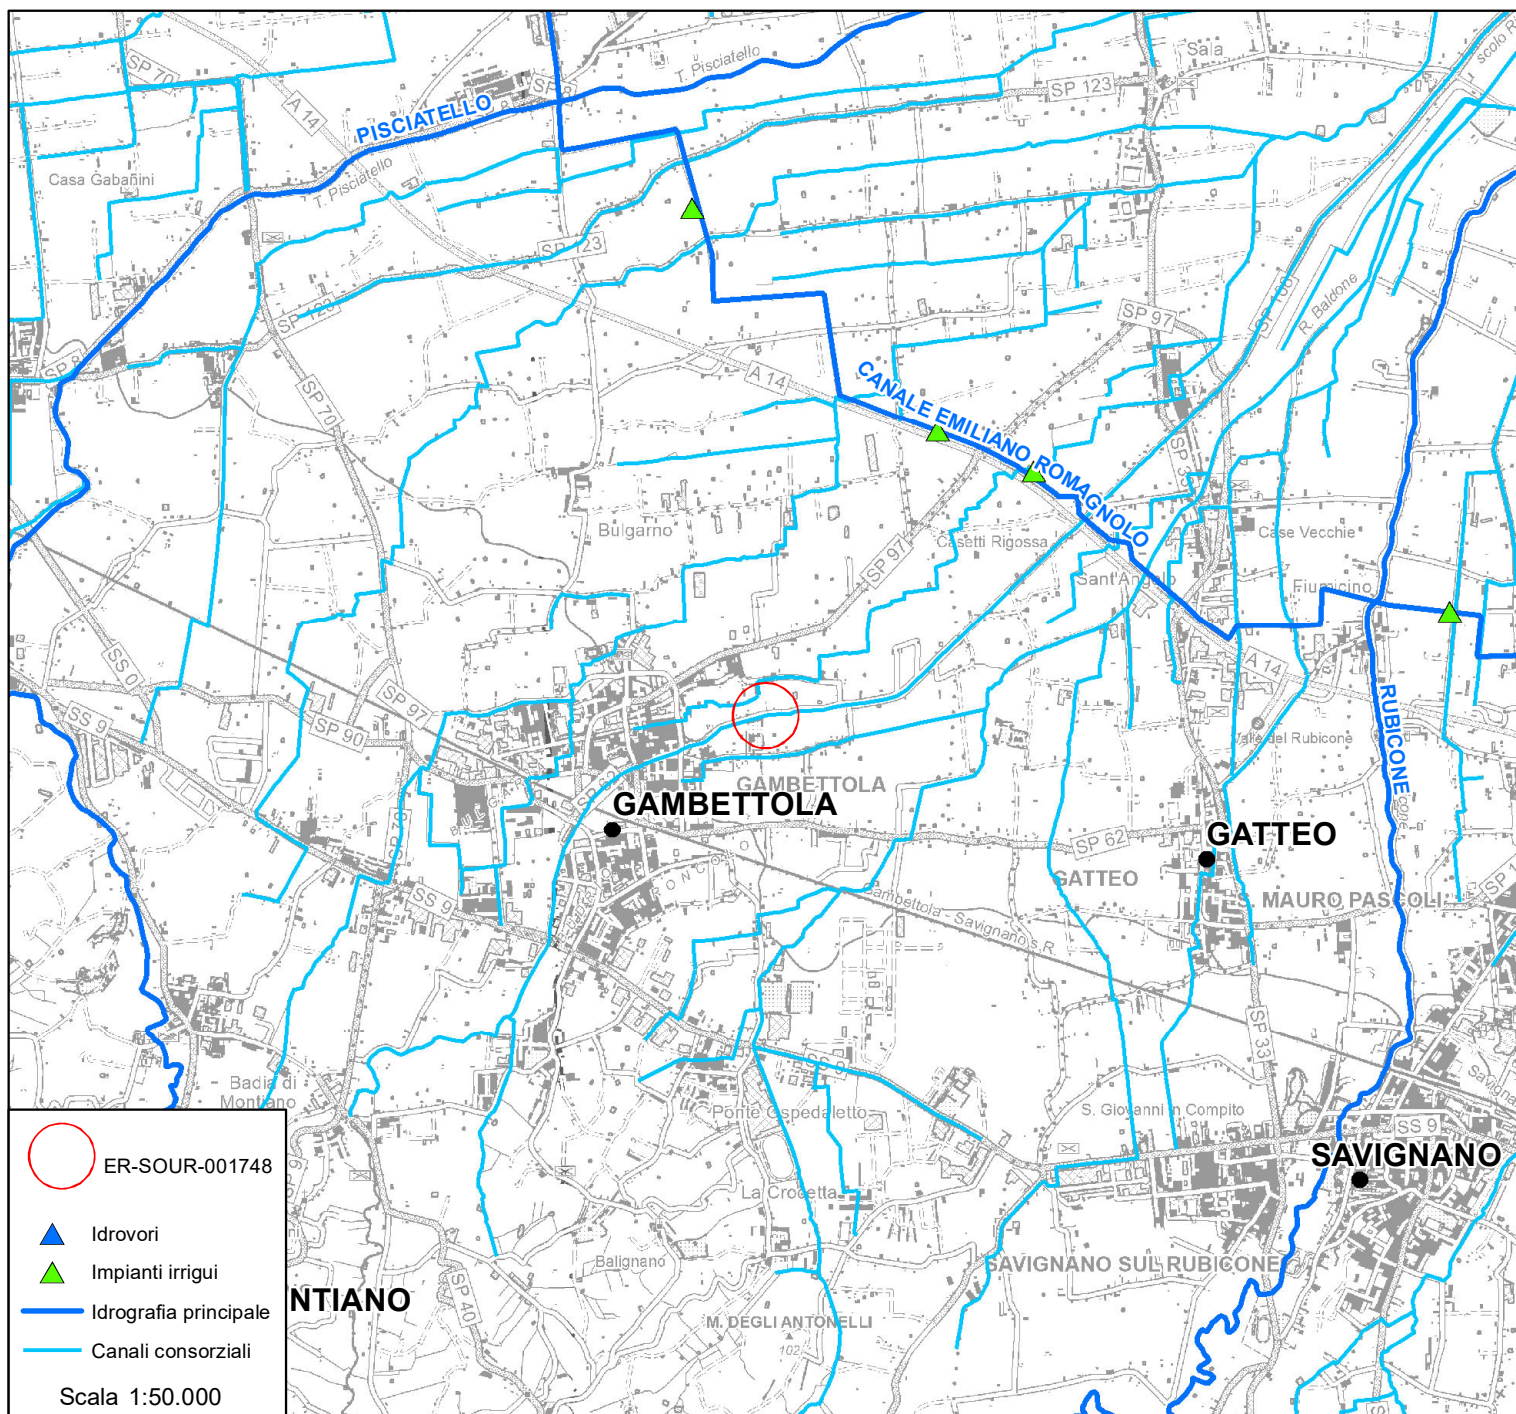 SP 70
A 14
PISCIATELLO
SP 8
T. Pisciatello
Sala
SP 123
Casa Gabanini
T. Pisciatello
SP 123
SP 123
SP 8
SP 70
A 14
SP 97
R. Baldone
CANALE EMILIANO ROMAGNOLO
Bulgarno
SP 97
Casetti Rigossa
Sant'Angelo
Case Vecchie
Fiumicino
SS 9
SP 97
SP 90
A 14
RUBICONE
Valle del Rubicone
GAMBETTOLA
GAMBETTOLA
SP 62
GATTEO
GATTEO
S. MAURO PASCOLI
SS 9
Gambettola - Savignano s.R.
SP 33
Badia di
Montiano
Ponte Ospedaletto
S. Giovanni in Compito
SS 9
SAVIGNANO
La Crocetta
Balignano
SAVIGNANO SUL RUBICONE
SP 40
NTIANO
M. DEGLI ANTONELLI
102
ER-SOUR-001748
Idrovori
Impianti irrigui
Idrografia principale
Canali consorziali
Scala 1:50.000